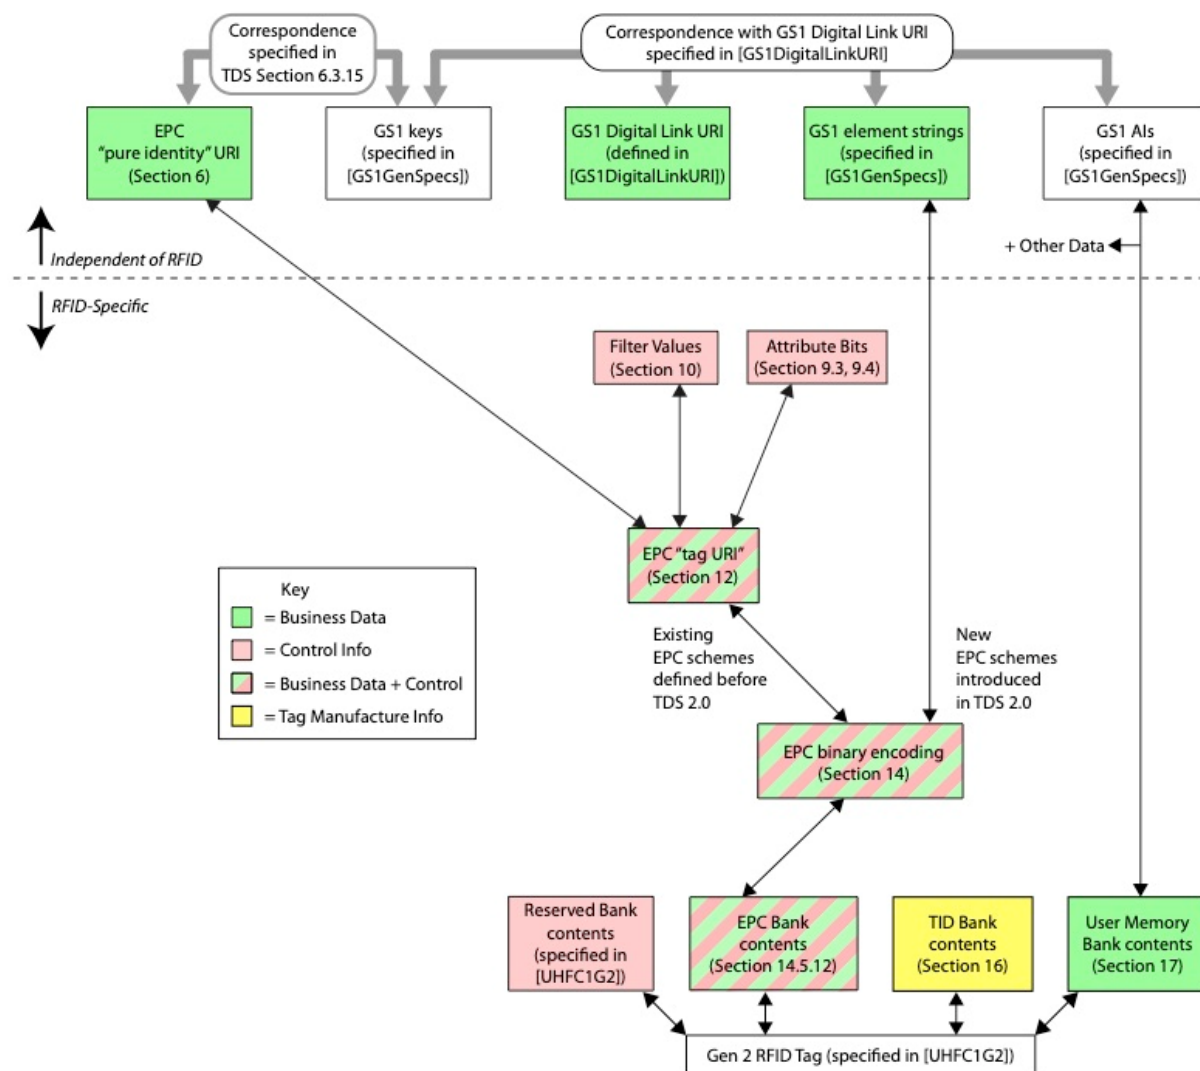 Correspondence
specified in
TDS Section 6.3.15
Correspondence with GS1 Digital Link URI
specified in [GS1DigitalLinkURI]
EPC
“pure identity” URI
(Section 6)
GS1 keys
(specified in
[GS1GenSpecs])
GS1 Digital Link URI
(defined in
[GS1DigitalLinkURI])
GS1 element strings
(specified in
[GS1GenSpecs])
GS1 AIs
(specified in
[GS1GenSpecs])
Independent of RFID
+ Other Data
RFID-Specific
Filter Values
(Section 10)
Attribute Bits
(Section 9.3, 9.4)
EPC “tag URI”
(Section 12)
Key
= Business Data
= Control Info
= Business Data + Control
= Tag Manufacture Info
Existing
EPC schemes
defined before
TDS 2.0
New
EPC schemes
introduced
in TDS 2.0
EPC binary encoding
(Section 14)
Reserved Bank
contents
(specified in
[UHFC1G2])
EPC Bank
contents
(Section 14.5.12)
TID Bank
contents
(Section 16)
User Memory
Bank contents
(Section 17)
Gen 2 RFID Tag (specified in [UHFC1G2])